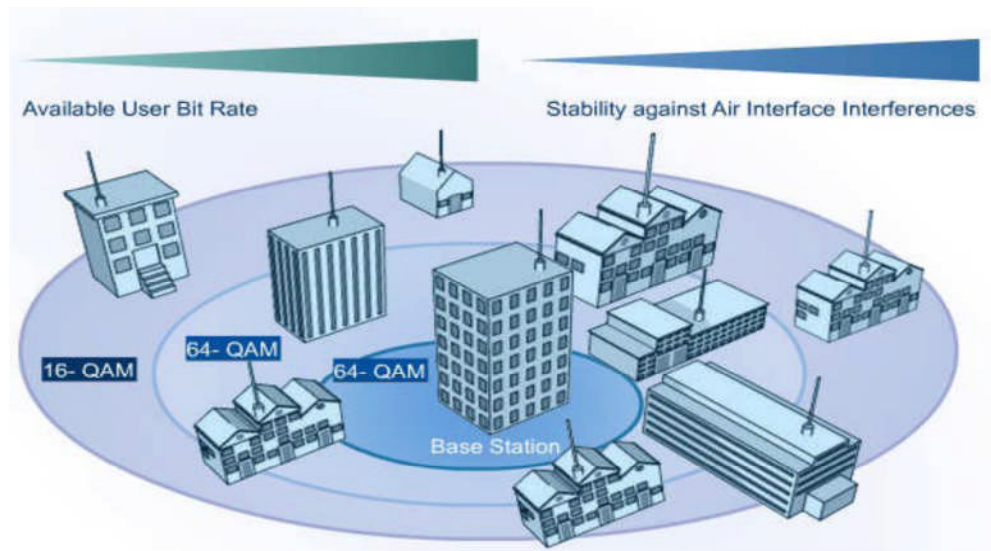 Available User Bit Rate
Stability against Air Interface Interferences
64- QAM
16- QAM
64- QAM
Base Station